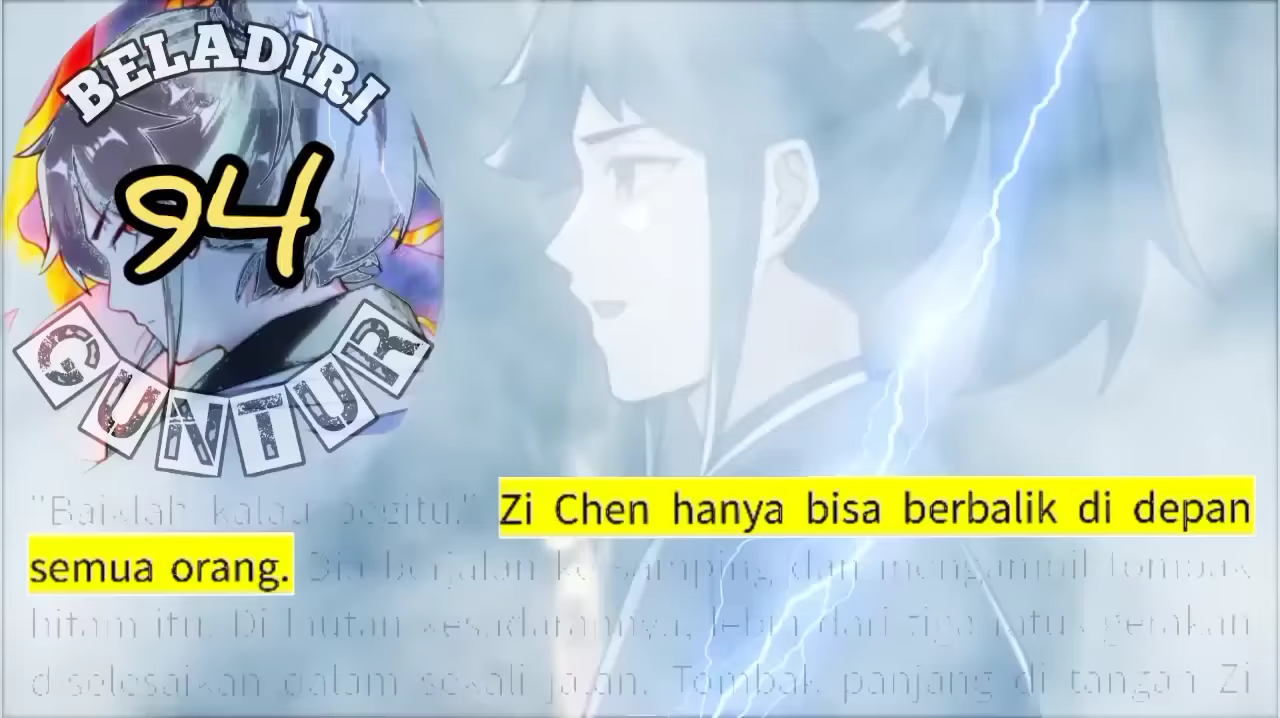 BELADIRI
94
GUNTUR
"Baiklah kalau begitu." Zi Chen hanya bisa berbalik di depan
semua orang. Dia berjalan ke samping dan mengambil tombak
hitam itu. Di lautan kesadarannya, lebih dari tiga ratus gerakan
diselesaikan dalam sekali jalan. Tombak panjang di tangan Zi